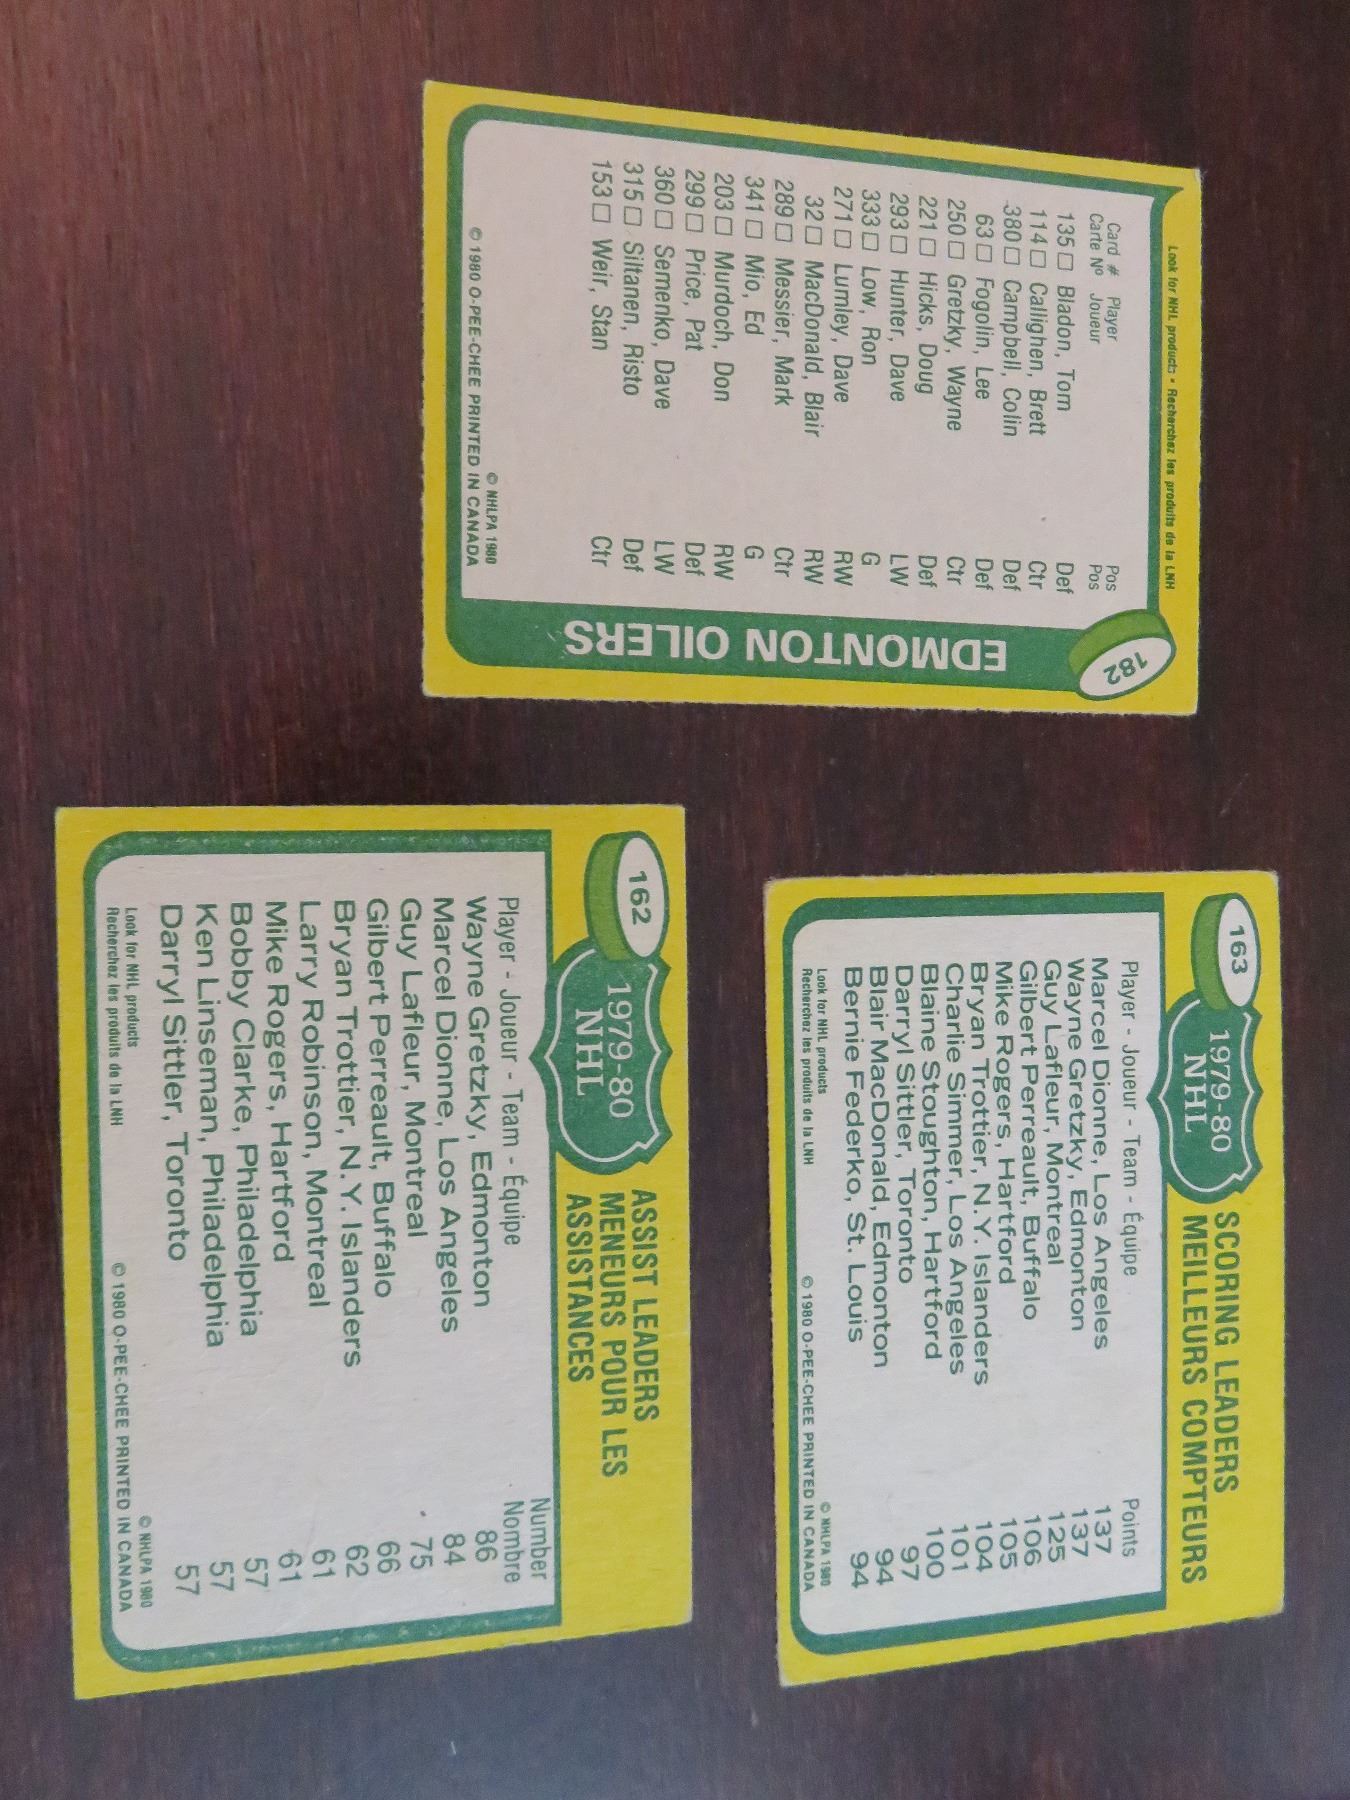 Look for NHL products • Recherchez les produits de la LNH
Card # Player Pos
Carte Nº Joueur Pos
135 □ Bladon, Tom Def
114 □ Callighen, Brett Ctr
380 □ Campbell, Colin Def
63 □ Fogolin, Lee Def
250 □ Gretzky, Wayne Ctr
221 □ Hicks, Doug Def
293 □ Hunter, Dave LW
333 □ Low, Ron G
271 □ Lumley, Dave RW
32 □ MacDonald, Blair RW
289 □ Messier, Mark Ctr
341 □ Mio, Ed G
203 □ Murdoch, Don RW
299 □ Price, Pat Def
360 □ Semenko, Dave LW
315 □ Siltanen, Risto Def
153 □ Weir, Stan Ctr
© NHLPA 1980
© 1980 O-PEE-CHEE PRINTED IN CANADA
182
EDMONTON OILERS
163
1979-80
NHL
SCORING LEADERS
MEILLEURS COMPTEURS
Player - Joueur - Team - Équipe Points
Marcel Dionne, Los Angeles 137
Wayne Gretzky, Edmonton 137
Guy Lafleur, Montreal 125
Gilbert Perreault, Buffalo 106
Mike Rogers, Hartford 105
Bryan Trottier, N.Y. Islanders 104
Charlie Simmer, Los Angeles 101
Blaine Stoughton, Hartford 100
Darryl Sittler, Toronto 97
Blair MacDonald, Edmonton 94
Bernie Federko, St. Louis 94
Look for NHL products © NHLPA 1980
Recherchez les produits de la LNH © 1980 O-PEE-CHEE PRINTED IN CANADA
162
1979-80
NHL
ASSIST LEADERS
MENEURS POUR LES
ASSISTANCES
Number
Player - Joueur - Team - Équipe Nombre
Wayne Gretzky, Edmonton 86
Marcel Dionne, Los Angeles 84
Guy Lafleur, Montreal 75
Gilbert Perreault, Buffalo 66
Bryan Trottier, N.Y. Islanders 62
Larry Robinson, Montreal 61
Mike Rogers, Hartford 61
Bobby Clarke, Philadelphia 57
Ken Linseman, Philadelphia 57
Darryl Sittler, Toronto 57
Look for NHL products © NHLPA 1980
Recherchez les produits de la LNH © 1980 O-PEE-CHEE PRINTED IN CANADA